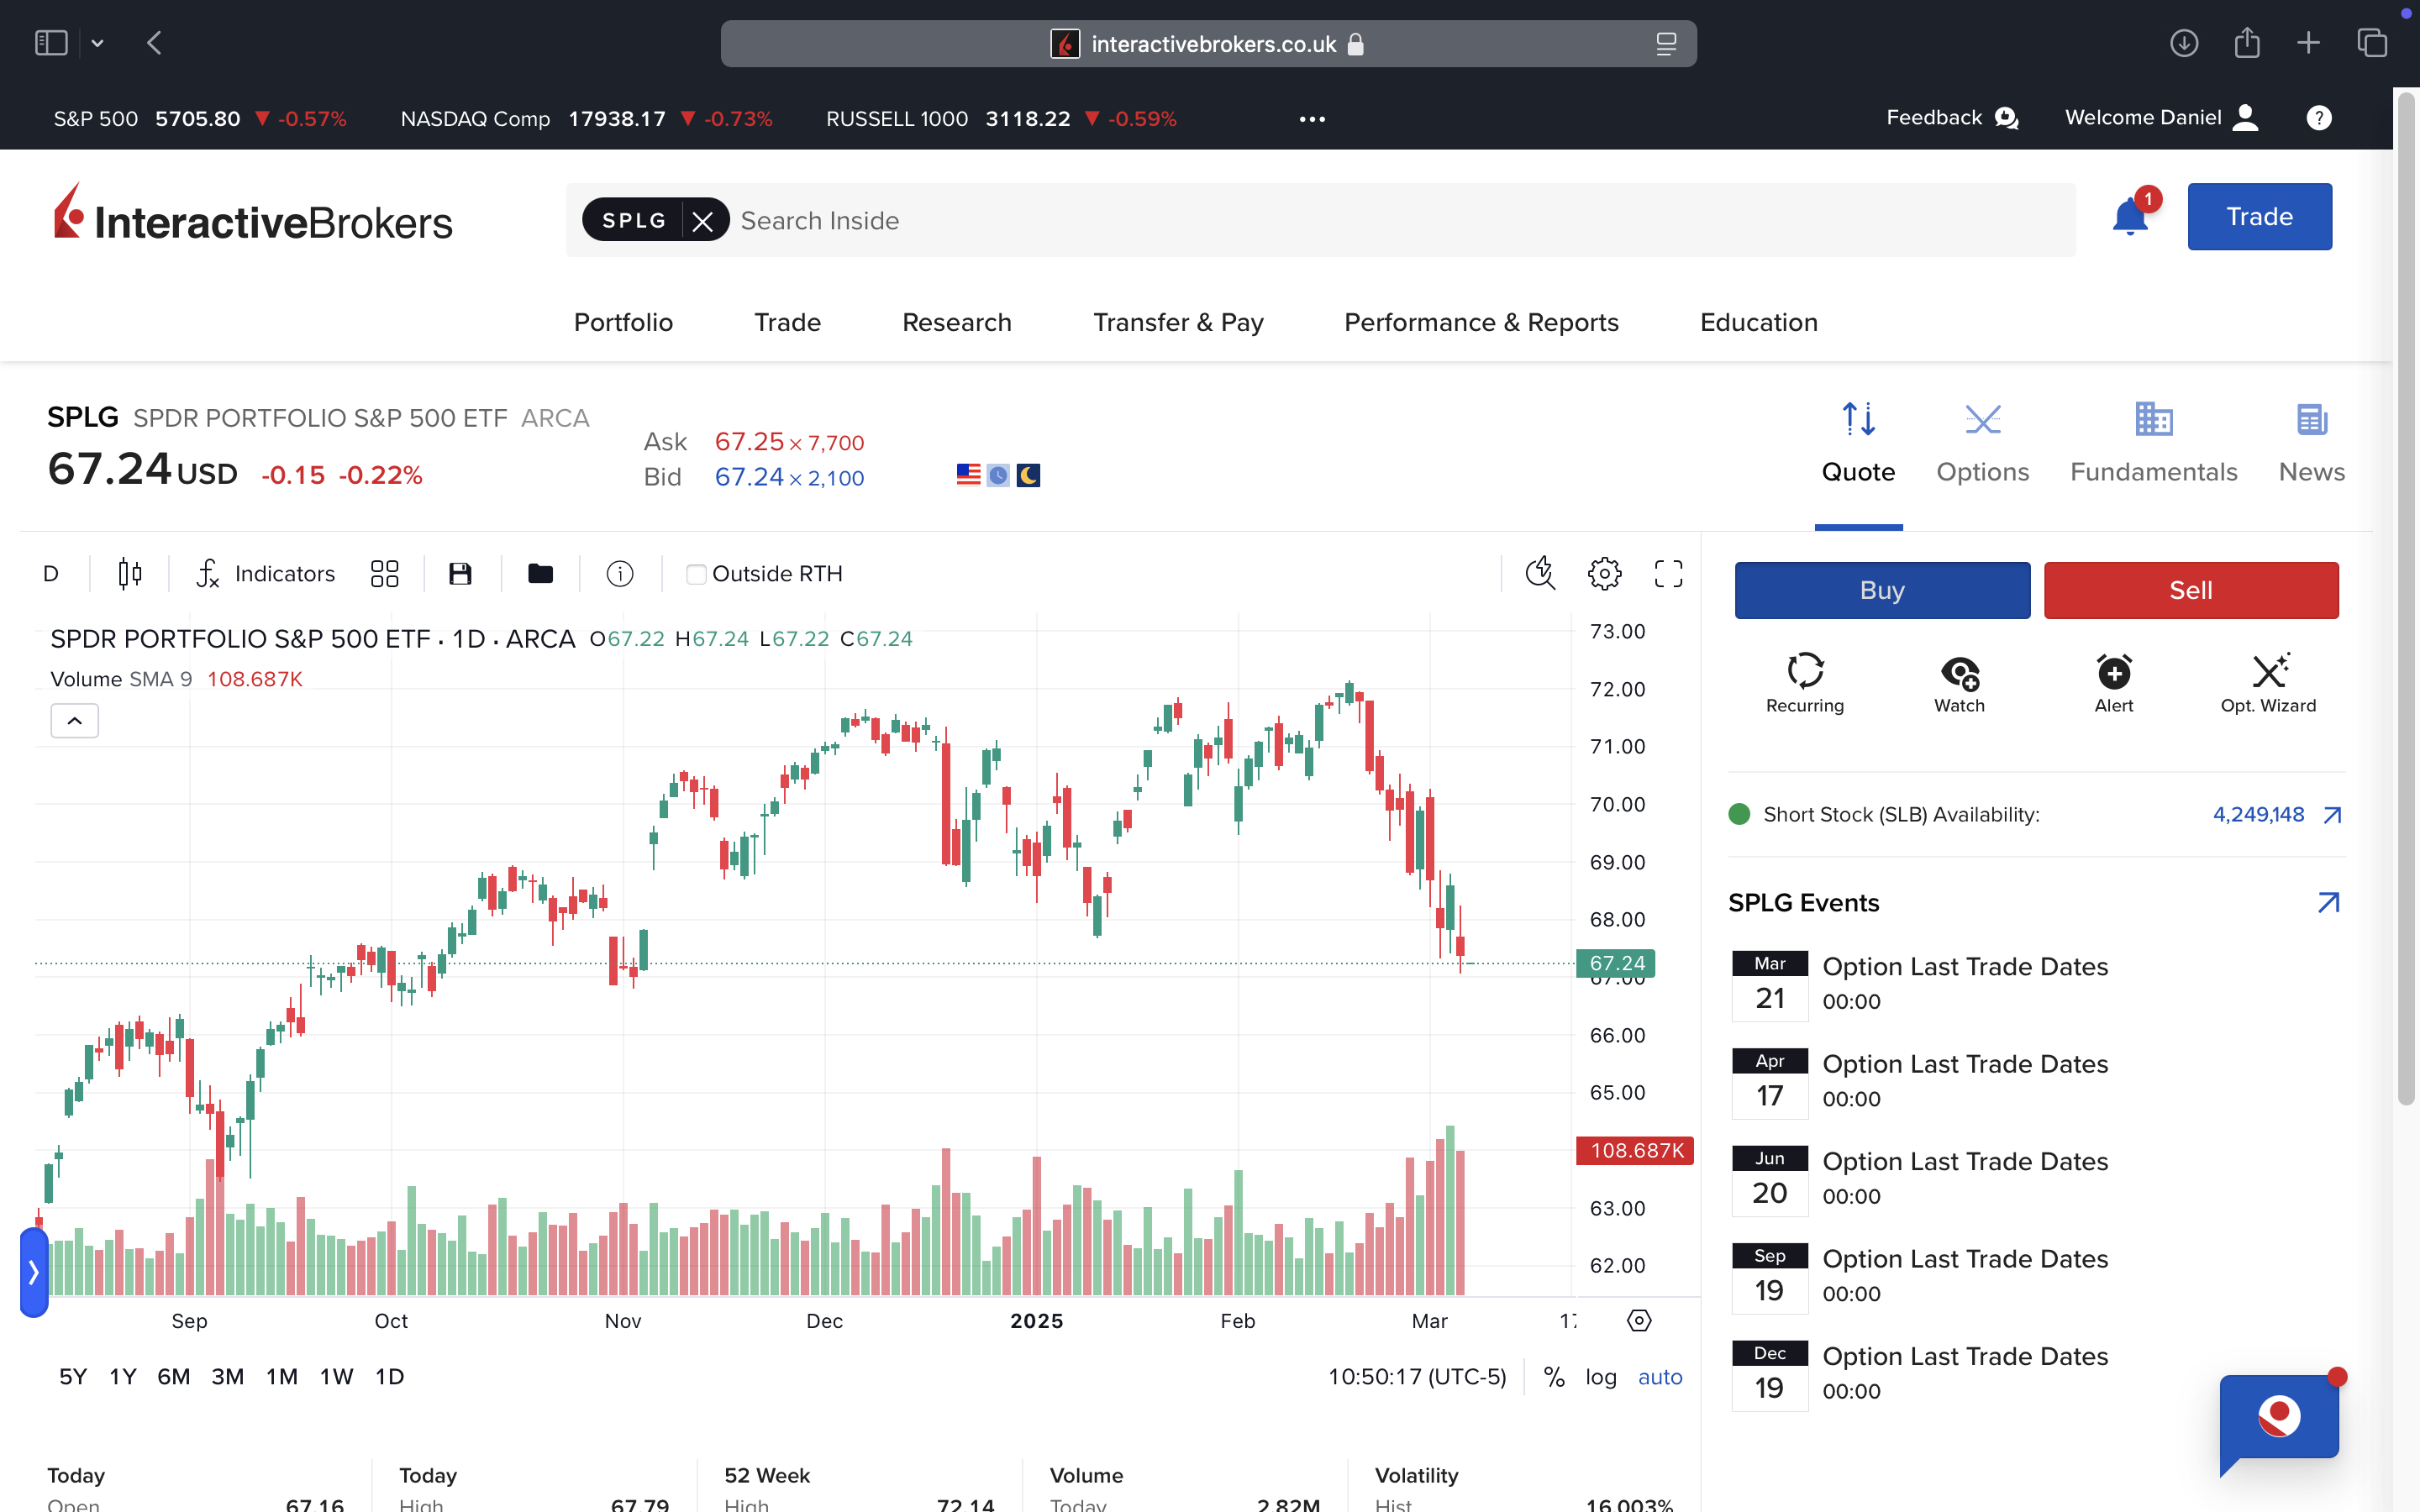 interactivebrokers.co.uk
S&P 500 5705.80 ▼ -0.57% NASDAQ Comp 17938.17 ▼ -0.73% RUSSELL 1000 3118.22 ▼ -0.59% ••• Feedback Welcome Daniel ?
InteractiveBrokers
SPLG Search Inside
1
Trade
Portfolio Trade Research Transfer & Pay Performance & Reports Education
SPLG SPDR PORTFOLIO S&P 500 ETF ARCA
67.24 USD -0.15 -0.22%
Ask 67.25 × 7,700
Bid 67.24 × 2,100
Quote Options Fundamentals News
D Indicators Outside RTH
SPDR PORTFOLIO S&P 500 ETF · 1D · ARCA O67.22 H67.24 L67.22 C67.24
Volume SMA 9 108.687K
73.00
72.00
71.00
70.00
69.00
68.00
67.24
67.00
66.00
65.00
108.687K
63.00
62.00
Sep Oct Nov Dec 2025 Feb Mar 17
5Y 1Y 6M 3M 1M 1W 1D
10:50:17 (UTC-5) % log auto
Today
Open 67.16
Today
High 67.79
52 Week
High 72.14
Volume
Today 2.82M
Volatility
Hist. 16.003%
Buy Sell
Recurring Watch Alert Opt. Wizard
Short Stock (SLB) Availability: 4,249,148
SPLG Events
Mar
21
Option Last Trade Dates
00:00
Apr
17
Option Last Trade Dates
00:00
Jun
20
Option Last Trade Dates
00:00
Sep
19
Option Last Trade Dates
00:00
Dec
19
Option Last Trade Dates
00:00